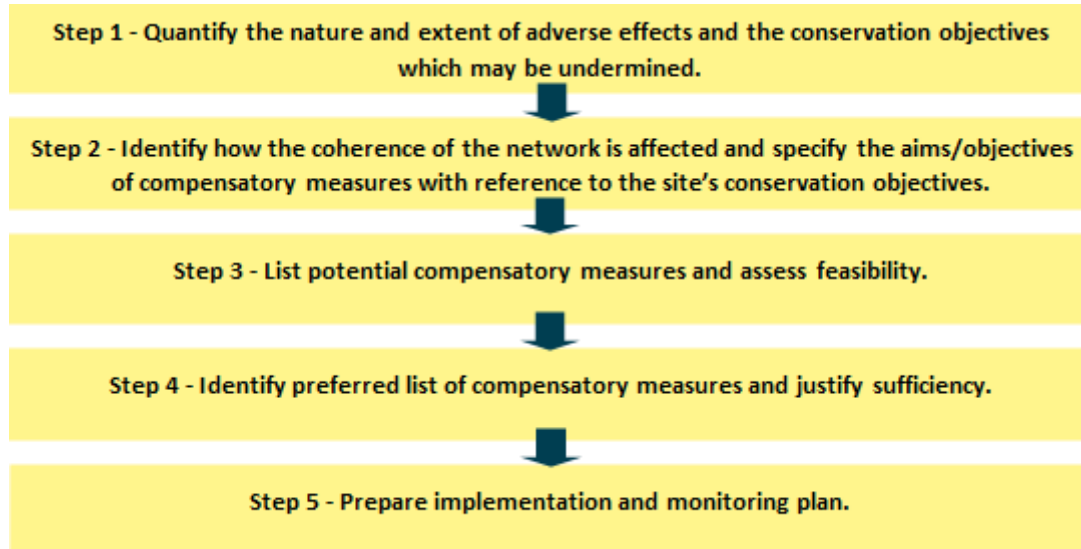 Step 1 - Quantify the nature and extent of adverse effects and the conservation objectives
which may be undermined.
Step 2 - Identify how the coherence of the network is affected and specify the aims/objectives
of compensatory measures with reference to the site's conservation objectives.
Step 3 - List potential compensatory measures and assess feasibility.
Step 4 - Identify preferred list of compensatory measures and justify sufficiency.
Step 5 - Prepare implementation and monitoring plan.